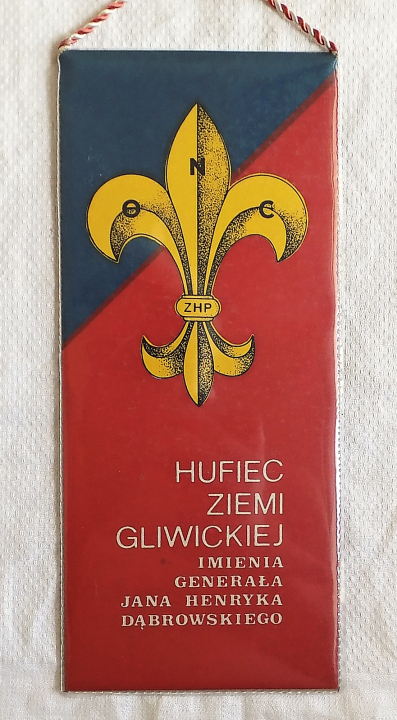 N
O C
ZHP
HUFIEC
ZIEMI
GLIWICKIEJ
IMIENIA
GENERAŁA
JANA HENRYKA
DĄBROWSKIEGO